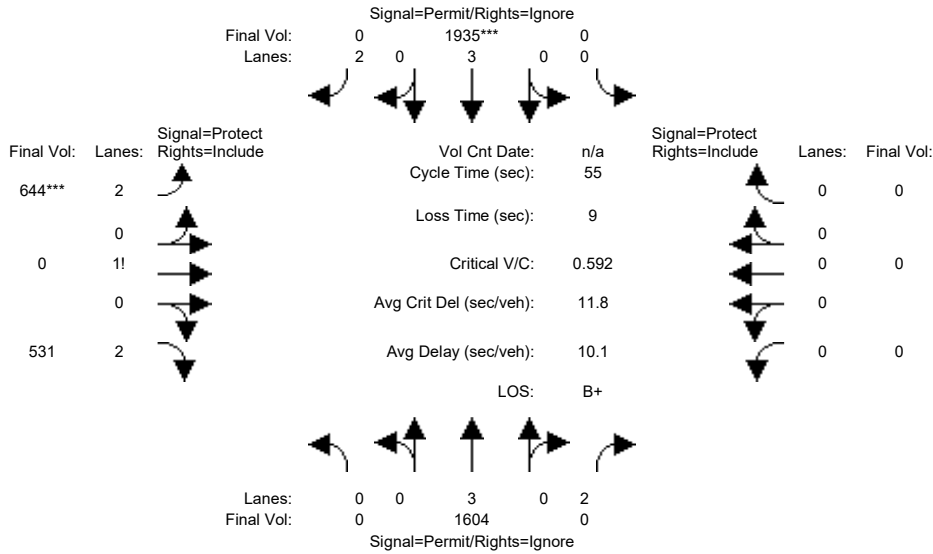 Signal=Permit/Rights=Ignore
Final Vol: 0 1935*** 0
Lanes: 2 0 3 0 0
Signal=Protect Signal=Protect
Final Vol: Lanes: Rights=Include Vol Cnt Date: n/a Rights=Include Lanes: Final Vol:
Cycle Time (sec): 55
644*** 2 0 0
Loss Time (sec): 9
0 0
0 1! Critical V/C: 0.592 0 0
0 Avg Crit Del (sec/veh): 11.8 0
531 2 Avg Delay (sec/veh): 10.1 0 0
LOS: B+
Lanes: 0 0 3 0 2
Final Vol: 0 1604 0
Signal=Permit/Rights=Ignore